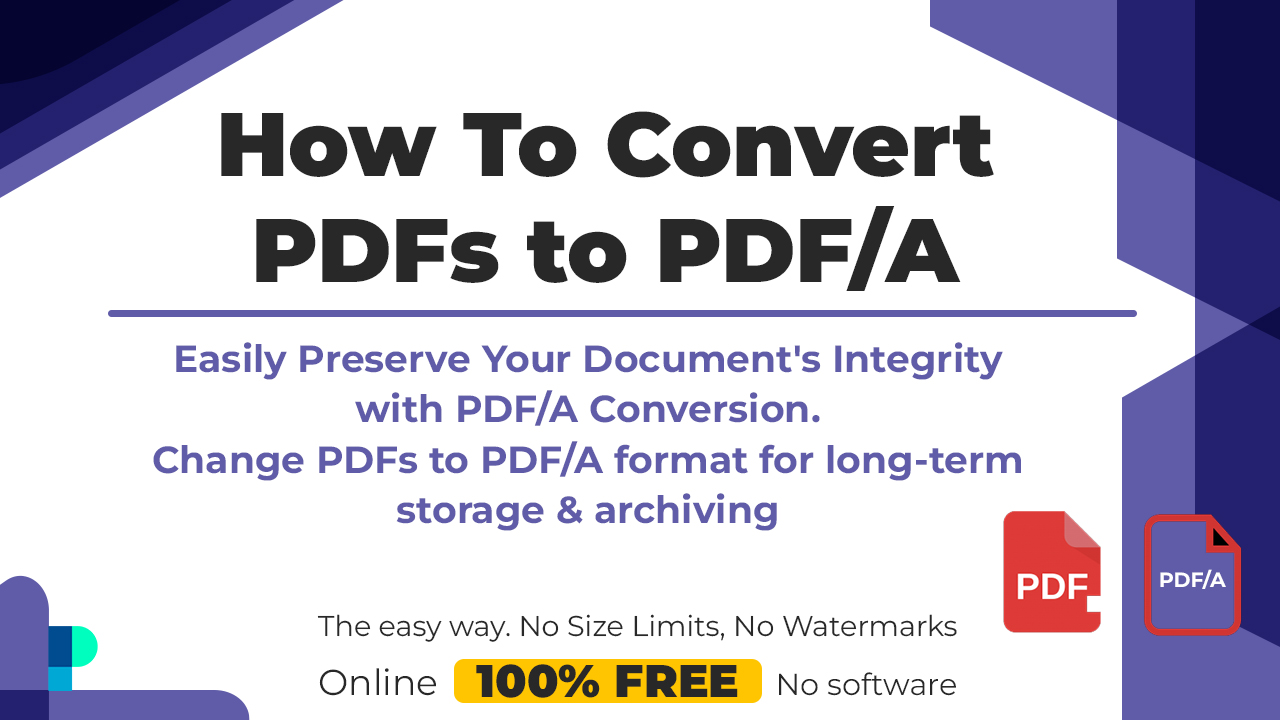 How To Convert
PDFs to PDF/A
Easily Preserve Your Document's Integrity
with PDF/A Conversion.
Change PDFs to PDF/A format for long-term
storage & archiving
PDF
PDF/A
The easy way. No Size Limits, No Watermarks
Online 100% FREE No software